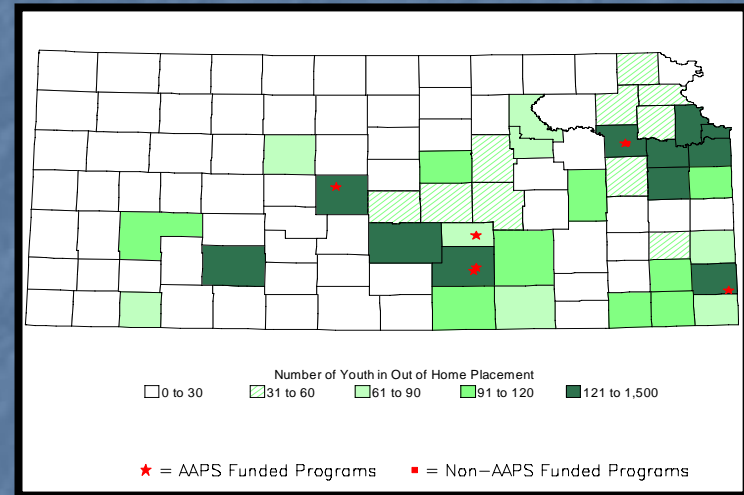 Number of Youth in Out of Home Placement
0 to 30 31 to 60 61 to 90 91 to 120 121 to 1,500
= AAPS Funded Programs = Non-AAPS Funded Programs